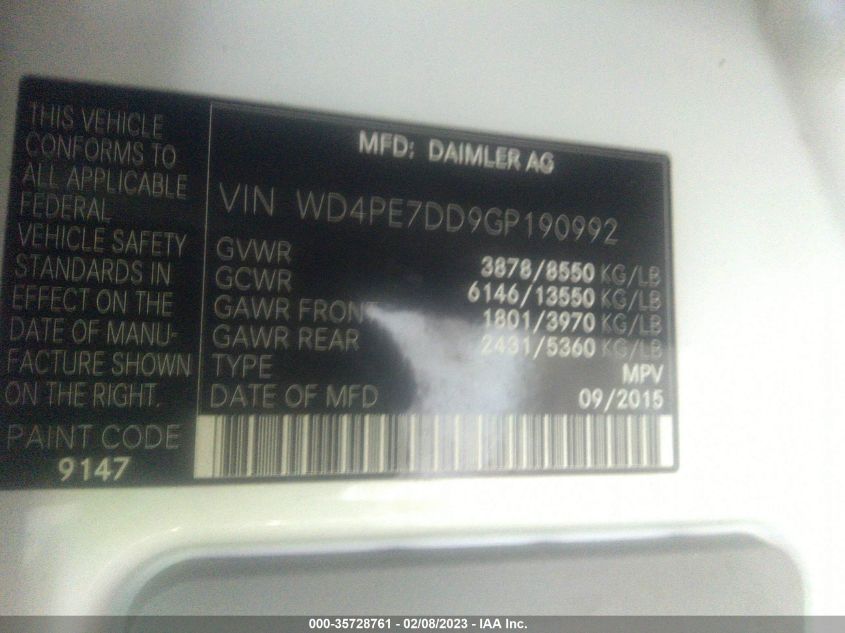 THIS VEHICLE
CONFORMS TO
ALL APPLICABLE
FEDERAL
VEHICLE SAFETY
STANDARDS IN
EFFECT ON THE
DATE OF MANU-
FACTURE SHOWN
ON THE RIGHT.
PAINT CODE
9147
MFD: DAIMLER AG
VIN WD4PE7DD9GP190992
GVWR 3878/8550 KG/LB
GCWR 6146/13550 KG/LB
GAWR FRONT 1801/3970 KG/LB
GAWR REAR 2431/5360 KG/LB
TYPE MPV
DATE OF MFD 09/2015
000-35728761 - 02/08/2023 - IAA Inc.